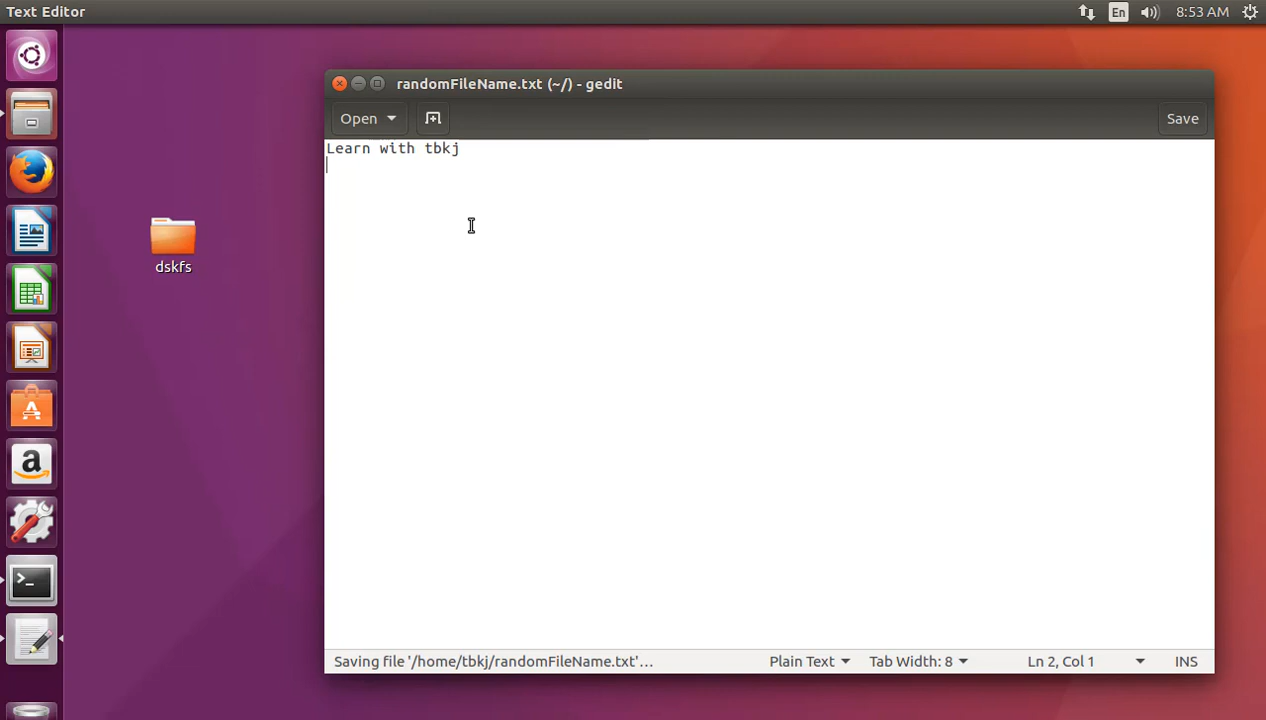 Text Editor
En
8:53 AM
randomFileName.txt (~/) - gedit
Open
Save
Learn with tbkj
dskfs
Saving file '/home/tbkj/randomFileName.txt'...
Plain Text
Tab Width: 8
Ln 2, Col 1
INS